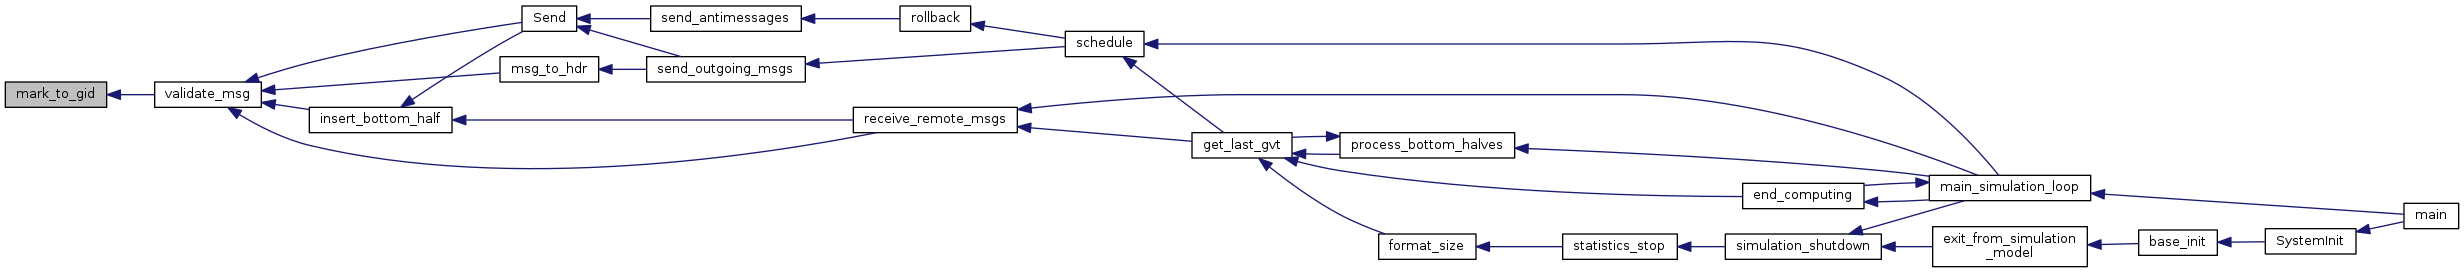 mark_to_gid
validate_msg
Send
msg_to_hdr
insert_bottom_half
send_antimessages
send_outgoing_msgs
rollback
receive_remote_msgs
schedule
get_last_gvt
process_bottom_halves
format_size
statistics_stop
end_computing
simulation_shutdown
main_simulation_loop
exit_from_simulation
_model
base_init
SystemInit
main